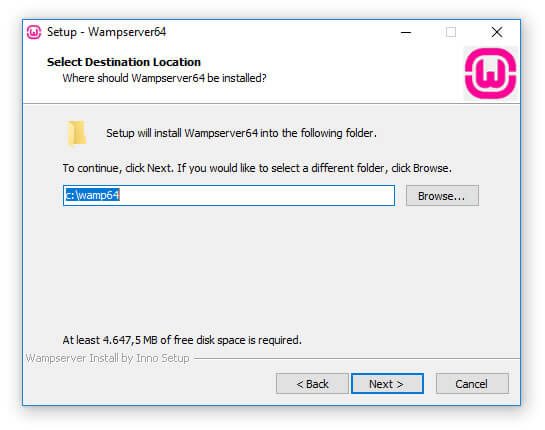 Setup - Wampserver64
Select Destination Location
Where should Wampserver64 be installed?
Setup will install Wampserver64 into the following folder.
To continue, click Next. If you would like to select a different folder, click Browse.
c:\wamp64
Browse...
At least 4.647,5 MB of free disk space is required.
Wampserver Install by Inno Setup
< Back
Next >
Cancel